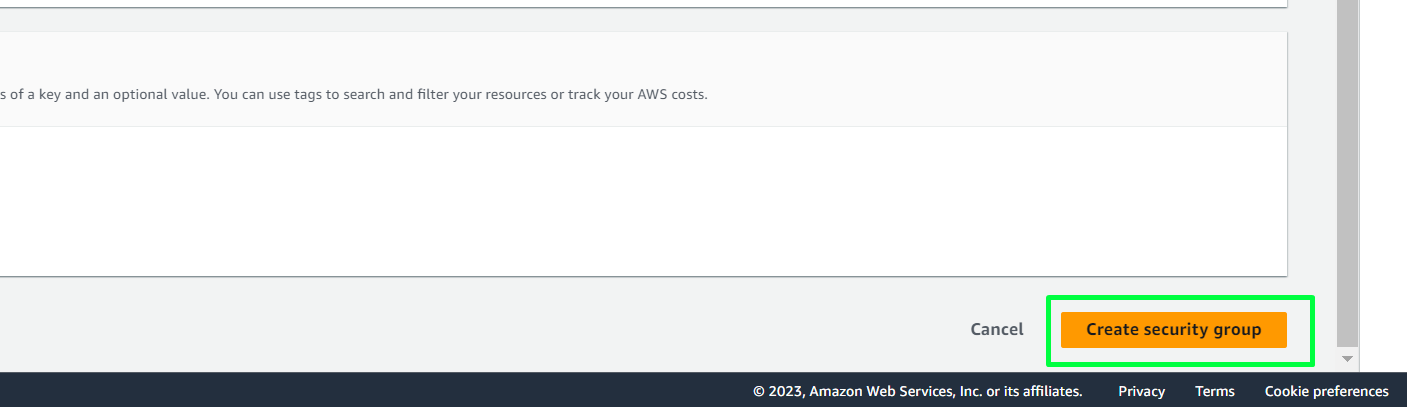 s of a key and an optional value. You can use tags to search and filter your resources or track your AWS costs.
Cancel
Create security group
© 2023, Amazon Web Services, Inc. or its affiliates. Privacy Terms Cookie preferences